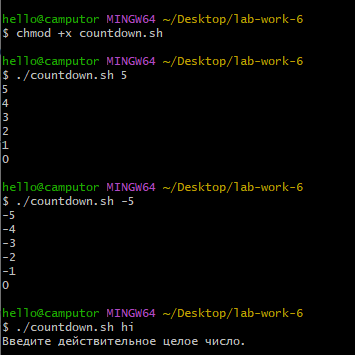 hello@camputor MINGW64 ~/Desktop/lab-work-6
$ chmod +x countdown.sh
hello@camputor MINGW64 ~/Desktop/lab-work-6
$ ./countdown.sh 5
5
4
3
2
1
0
hello@camputor MINGW64 ~/Desktop/lab-work-6
$ ./countdown.sh -5
-5
-4
-3
-2
-1
0
hello@camputor MINGW64 ~/Desktop/lab-work-6
$ ./countdown.sh hi
Введите действительное целое число.